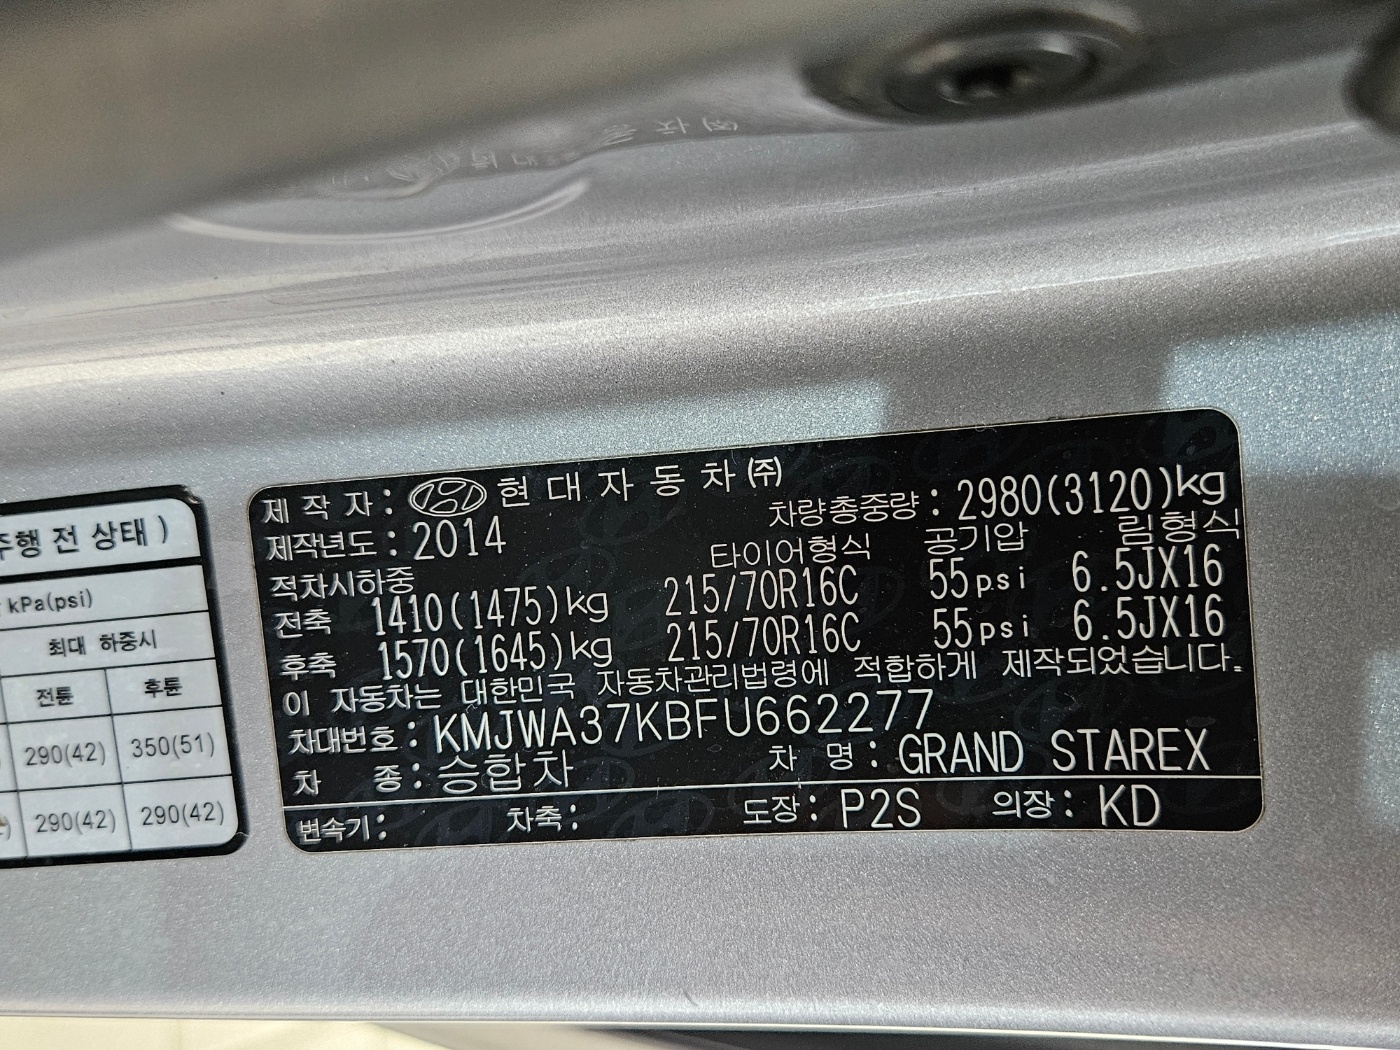 주행 전 상태 )
kPa(psi)
최대 하중시
전륜 후륜
290(42) 350(51)
290(42) 290(42)
제 작 자 : 현 대 자 동 차 ㈜
제작년도 : 2014 차량총중량 : 2980(3120)kg
적차시하중 타이어형식 공기압 림형식
전축 1410(1475)kg 215/70R16C 55psi 6.5JX16
후축 1570(1645)kg 215/70R16C 55psi 6.5JX16
이 자동차는 대한민국 자동차관리법령에 적합하게 제작되었습니다.
차대번호 : KMJWA37KBFU662277
차 종 : 승합차 차 명 : GRAND STAREX
변속기 : 차축 : 도장 : P2S 의장 : KD